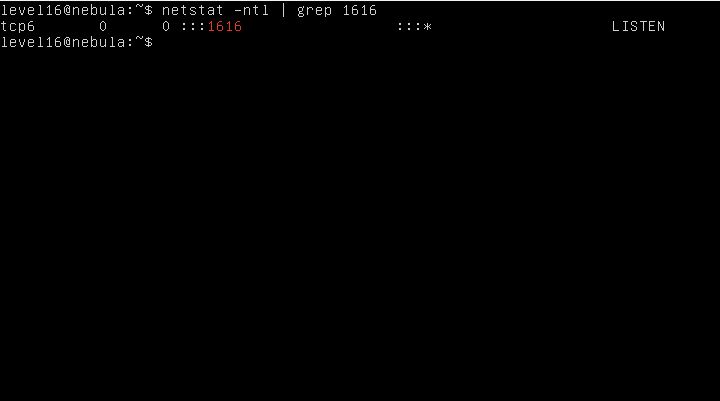 level16@nebula:~$ netstat -ntl | grep 1616
tcp6       0      0 :::1616                 :::*                    LISTEN
level16@nebula:~$